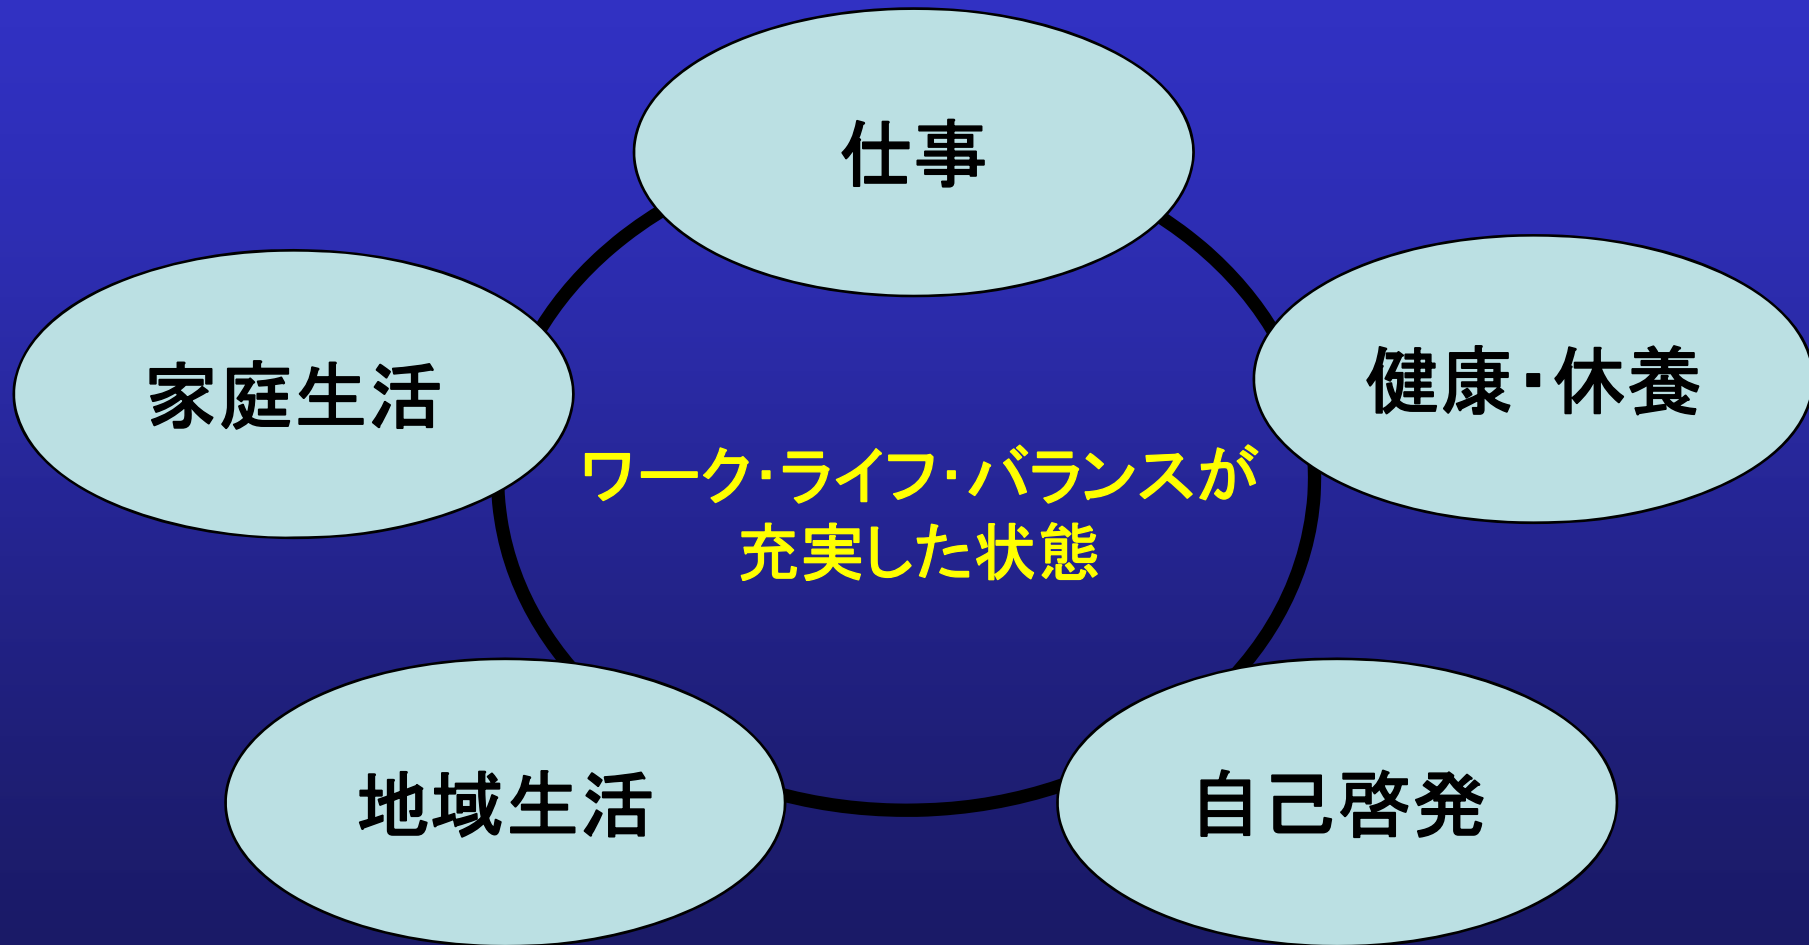 仕事
家庭生活
健康・休養
ワーク・ライフ・バランスが
充実した状態
地域生活
自己啓発